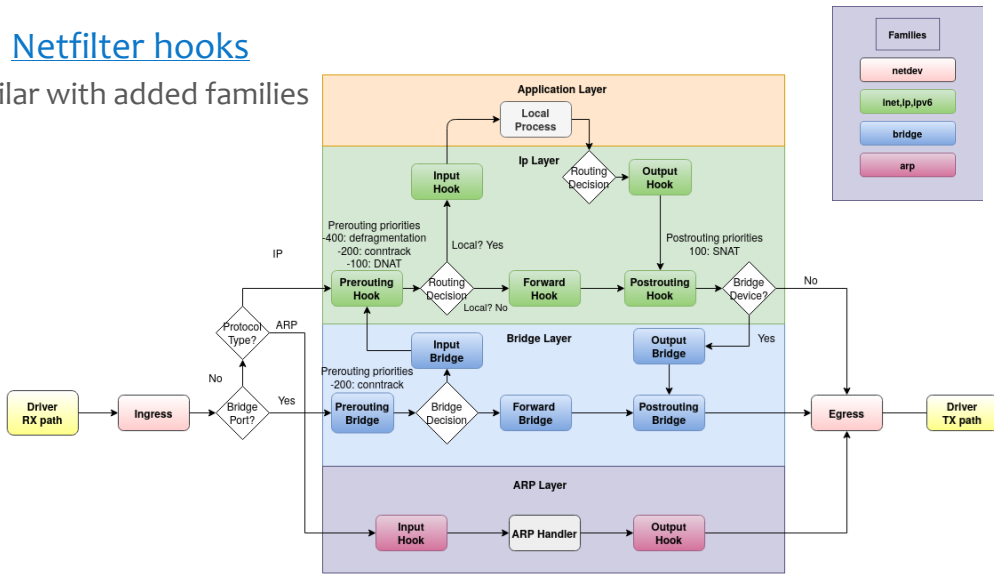 Netfilter hooks
ilar with added families
Families
netdev
inet,ip,ipv6
bridge
arp
Application Layer
Local
Process
Ip Layer
Input
Hook
Routing
Decision
Output
Hook
Prerouting priorities
-400: defragmentation
-200: conntrack
-100: DNAT
Local? Yes
Postrouting priorities
100: SNAT
IP
Prerouting
Hook
Routing
Decision
Local? No
Forward
Hook
Postrouting
Hook
Bridge
Device?
No
Protocol
Type?
ARP
Bridge Layer
Input
Bridge
Output
Bridge
Yes
No
Prerouting priorities
-200: conntrack
Driver
RX path
Ingress
Bridge
Port?
Yes
Prerouting
Bridge
Bridge
Decision
Forward
Bridge
Postrouting
Bridge
Egress
Driver
TX path
ARP Layer
Input
Hook
ARP Handler
Output
Hook